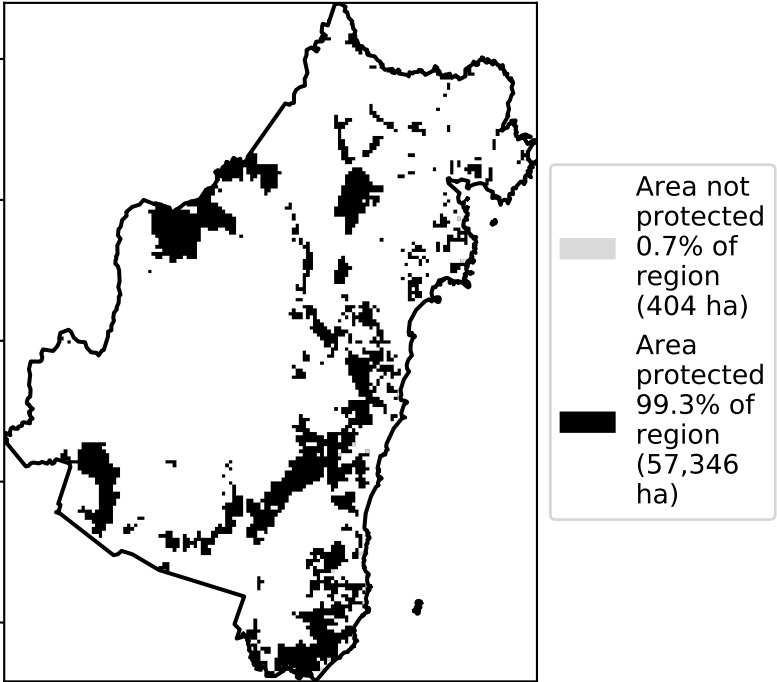 Area not
protected
0.7% of
region
(404 ha)
Area
protected
99.3% of
region
(57,346
ha)